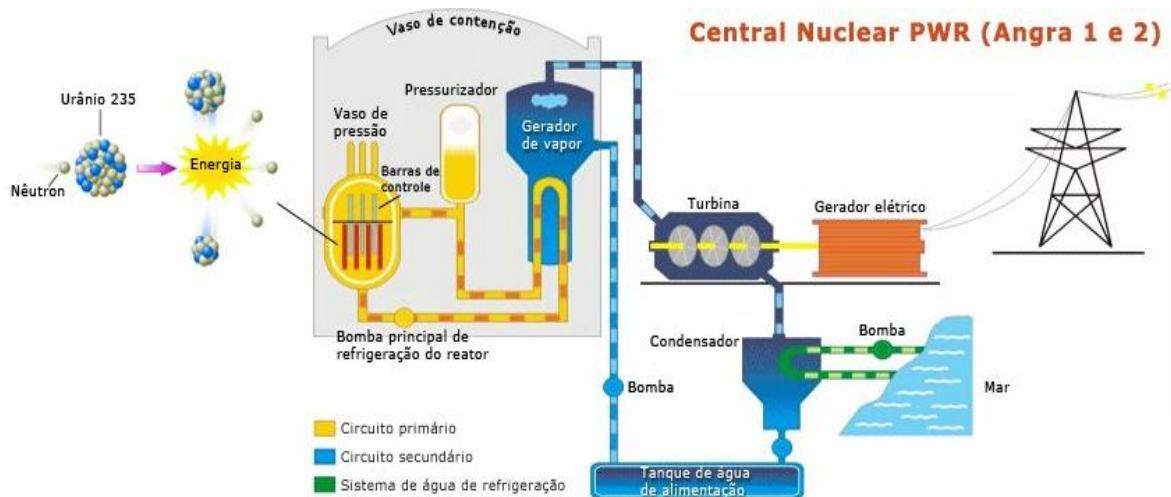 Central Nuclear PWR (Angra 1 e 2)
Vaso de contenção
Urânio 235
Nêutron
Energia
Vaso de
pressão
Pressurizador
Barras de
controle
Gerador
de vapor
Bomba principal de
refrigeração do reator
Turbina
Gerador elétrico
Condensador
Bomba
Mar
Bomba
Tanque de água
de alimentação
Circuito primário
Circuito secundário
Sistema de água de refrigeração